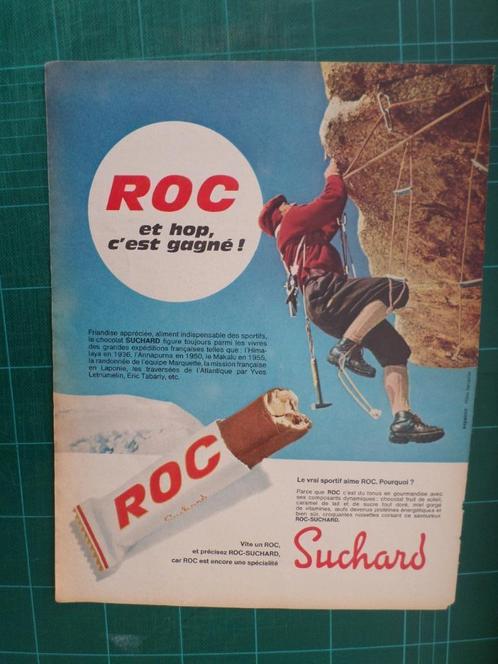 ROC
et hop,
c'est gagné !
Friandise appréciée, aliment indispensable des sportifs,
le chocolat SUCHARD figure toujours parmi les vivres
des grandes expéditions françaises telles que : l'Hima-
laya en 1936, l'Annapurna en 1950, le Makalu en 1955,
la randonnée de l'équipe Marquette, la mission française
en Laponie, les traversées de l'Atlantique par Yves
Letrumelin, Eric Tabarly, etc.
ROC
Suchard
Le vrai sportif aime ROC. Pourquoi ?
Parce que ROC c'est du tonus en gourmandise avec
ses composants dynamisants : chocolat fruit de soleil,
caramel de lait et de sucre tout doré, miel gorgé
de vitamines, œufs devenus protéines énergétiques et
bien sûr, croquantes noisettes corsant ce savoureux
ROC-SUCHARD.
Vite un ROC,
et précisez ROC-SUCHARD,
car ROC est encore une spécialité
Suchard